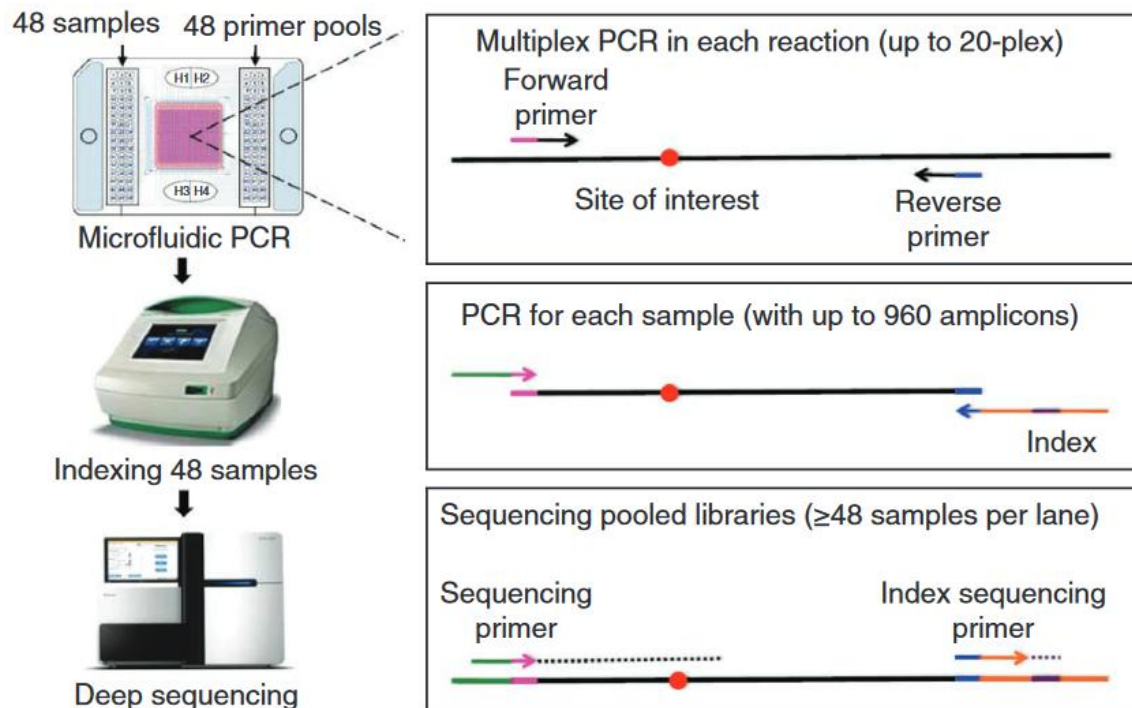 48 samples
48 primer pools
H1 H2
H3 H4
Microfluidic PCR
Indexing 48 samples
Deep sequencing
Multiplex PCR in each reaction (up to 20-plex)
Forward
primer
Site of interest
Reverse
primer
PCR for each sample (with up to 960 amplicons)
Index
Sequencing pooled libraries (≥48 samples per lane)
Sequencing
primer
Index sequencing
primer